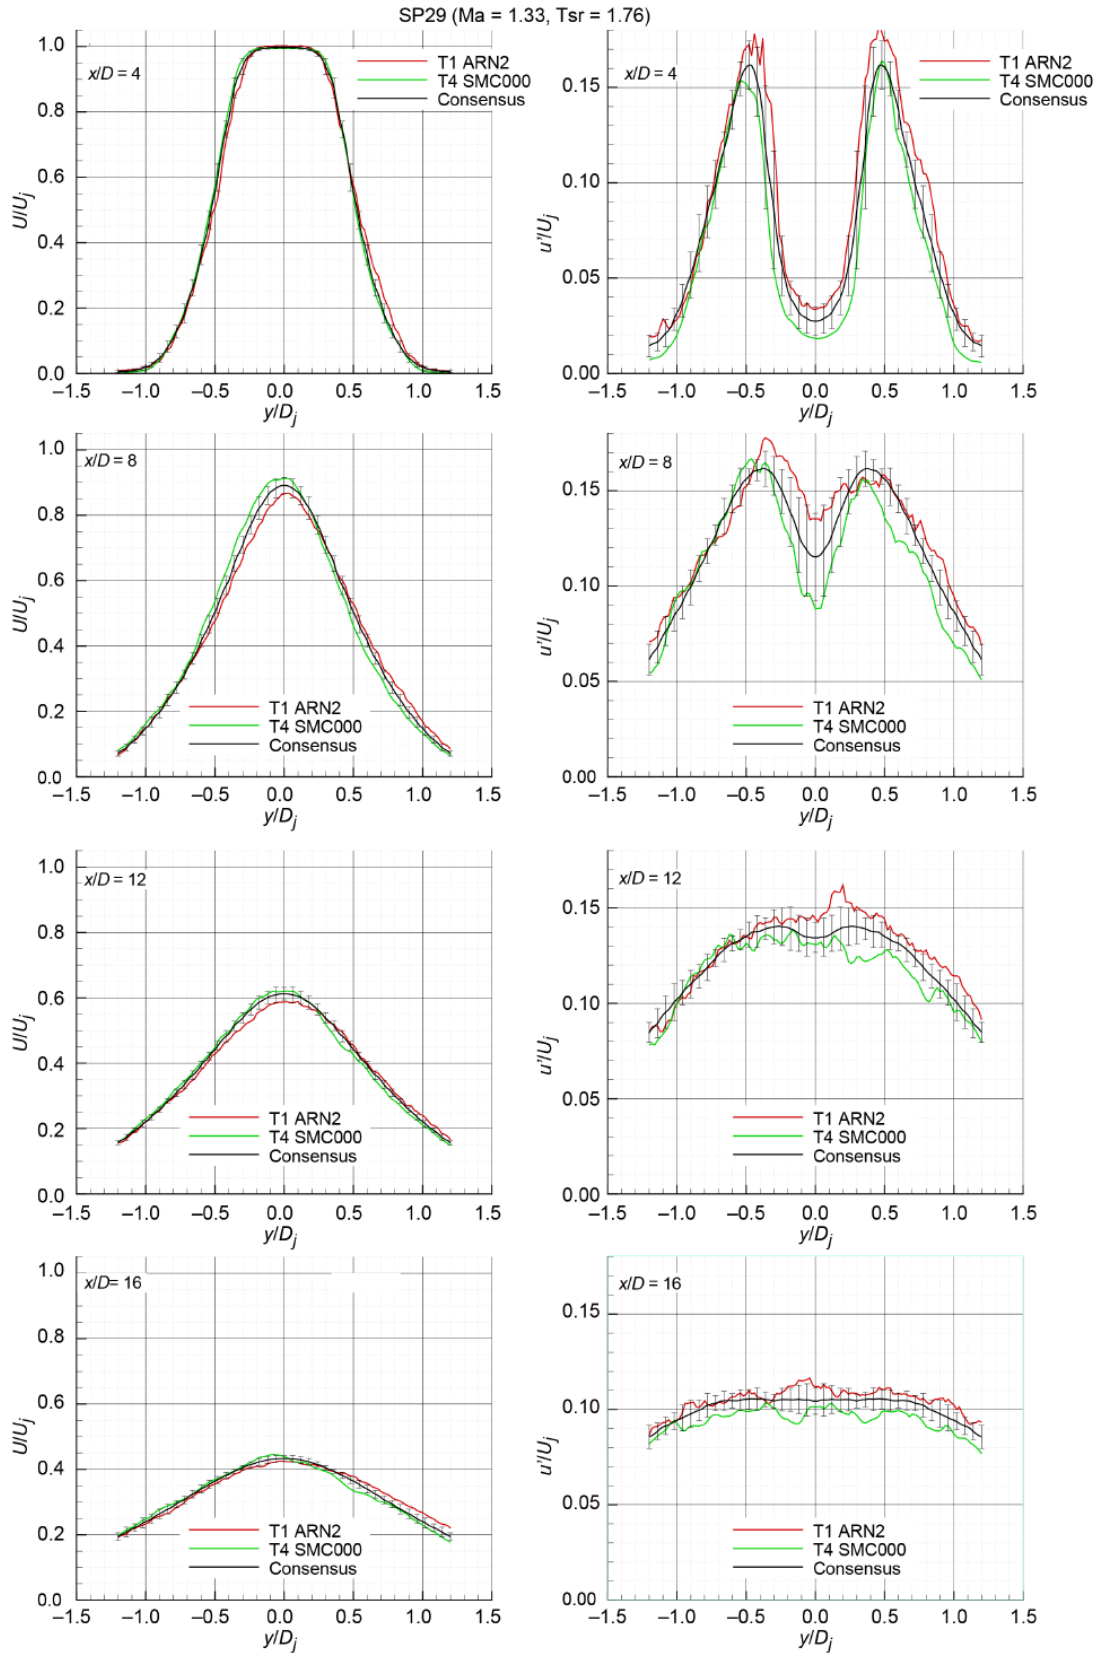 SP29 (Ma = 1.33, Tsr = 1.76)
x/D = 4
T1 ARN2
T4 SMC000
Consensus
1.0
0.8
0.6
0.4
0.2
0.0
U/Uj
–1.5 –1.0 –0.5 0.0 0.5 1.0 1.5
y/Dj
x/D = 4
T1 ARN2
T4 SMC000
Consensus
0.15
0.10
0.05
0.00
u'/Uj
–1.5 –1.0 –0.5 0.0 0.5 1.0 1.5
y/Dj
x/D = 8
1.0
0.8
0.6
0.4
0.2
0.0
U/Uj
T1 ARN2
T4 SMC000
Consensus
–1.5 –1.0 –0.5 0.0 0.5 1.0 1.5
y/Dj
x/D = 8
0.15
0.10
0.05
0.00
u'/Uj
T1 ARN2
T4 SMC000
Consensus
–1.5 –1.0 –0.5 0.0 0.5 1.0 1.5
y/Dj
x/D = 12
1.0
0.8
0.6
0.4
0.2
0.0
U/Uj
T1 ARN2
T4 SMC000
Consensus
–1.5 –1.0 –0.5 0.0 0.5 1.0 1.5
y/Dj
x/D = 12
0.15
0.10
0.05
0.00
u'/Uj
T1 ARN2
T4 SMC000
Consensus
–1.5 –1.0 –0.5 0.0 0.5 1.0 1.5
y/Dj
x/D= 16
1.0
0.8
0.6
0.4
0.2
0.0
U/Uj
T1 ARN2
T4 SMC000
Consensus
–1.5 –1.0 –0.5 0.0 0.5 1.0 1.5
y/Dj
x/D = 16
0.15
0.10
0.05
0.00
u'/Uj
T1 ARN2
T4 SMC000
Consensus
–1.5 –1.0 –0.5 0.0 0.5 1.0 1.5
y/Dj